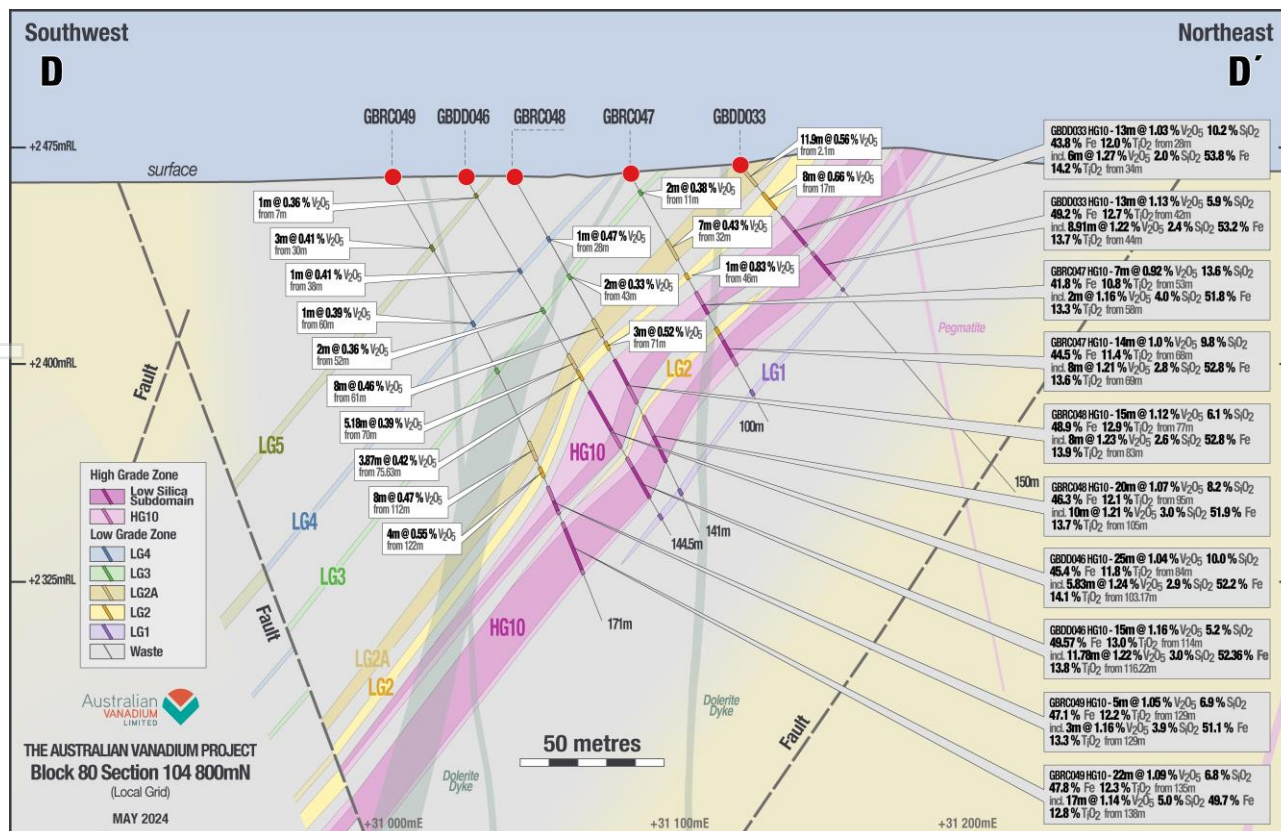 Southwest
D
Northeast
D´
GBRC049
GBDD046
GBRC048
GBRC047
GBDD033
+2 475mRL
surface
11.9m @ 0.56 % V₂O₅
from 2.1m
8m @ 0.66 % V₂O₅
from 17m
2m @ 0.38 % V₂O₅
from 11m
1m @ 0.36 % V₂O₅
from 7m
7m @ 0.43 % V₂O₅
from 32m
1m @ 0.47 % V₂O₅
from 28m
3m @ 0.41 % V₂O₅
from 30m
1m @ 0.83 % V₂O₅
from 46m
1m @ 0.41 % V₂O₅
from 38m
2m @ 0.33 % V₂O₅
from 43m
1m @ 0.39 % V₂O₅
from 60m
3m @ 0.52 % V₂O₅
from 71m
2m @ 0.36 % V₂O₅
from 52m
8m @ 0.46 % V₂O₅
from 61m
5.18m @ 0.39 % V₂O₅
from 70m
3.87m @ 0.42 % V₂O₅
from 75.63m
8m @ 0.47 % V₂O₅
from 112m
4m @ 0.55 % V₂O₅
from 122m
+2 400mRL
+2 325mRL
Fault
Fault
Fault
Pegmatite
LG5
LG4
LG3
LG2A
LG2
LG2
LG1
HG10
HG10
100m
150m
141m
144.5m
171m
Dolerite
Dyke
Dolerite
Dyke
GBDD033 HG10 - 13m @ 1.03 % V₂O₅ 10.2 % SiO₂
43.8 % Fe 12.0 % TiO₂ from 28m
incl 6m @ 1.27 % V₂O₅ 2.0 % SiO₂ 53.8 % Fe
14.2 % TiO₂ from 34m
GBDD033 HG10 - 13m @ 1.13 % V₂O₅ 5.9 % SiO₂
49.2 % Fe 12.7 % TiO₂ from 42m
incl. 8.91m @ 1.22 % V₂O₅ 2.4 % SiO₂ 53.2 % Fe
13.7 % TiO₂ from 44m
GBRC047 HG10 - 7m @ 0.92 % V₂O₅ 13.6 % SiO₂
41.8 % Fe 10.8 % TiO₂ from 53m
incl. 2m @ 1.16 % V₂O₅ 4.0 % SiO₂ 51.8 % Fe
13.3 % TiO₂ from 58m
GBRC047 HG10 - 14m @ 1.0 % V₂O₅ 9.8 % SiO₂
44.5 % Fe 11.4 % TiO₂ from 68m
incl. 8m @ 1.21 % V₂O₅ 2.8 % SiO₂ 52.8 % Fe
13.6 % TiO₂ from 69m
GBRC048 HG10 - 15m @ 1.12 % V₂O₅ 6.1 % SiO₂
48.9 % Fe 12.9 % TiO₂ from 77m
incl. 8m @ 1.23 % V₂O₅ 2.6 % SiO₂ 52.8 % Fe
13.9 % TiO₂ from 83m
GBRC048 HG10 - 20m @ 1.07 % V₂O₅ 8.2 % SiO₂
46.3 % Fe 12.1 % TiO₂ from 95m
incl. 10m @ 1.21 % V₂O₅ 3.0 % SiO₂ 51.9 % Fe
13.7 % TiO₂ from 105m
GBDD046 HG10 - 25m @ 1.04 % V₂O₅ 10.0 % SiO₂
45.4 % Fe 11.8 % TiO₂ from 84m
incl. 5.83m @ 1.24 % V₂O₅ 2.9 % SiO₂ 52.2 % Fe
14.1 % TiO₂ from 103.17m
GBDD046 HG10 - 15m @ 1.16 % V₂O₅ 5.2 % SiO₂
49.57 % Fe 13.0 % TiO₂ from 114m
incl. 11.78m @ 1.22 % V₂O₅ 3.0 % SiO₂ 52.36 % Fe
13.8 % TiO₂ from 116.22m
GBRC049 HG10 - 5m @ 1.05 % V₂O₅ 6.9 % SiO₂
47.1 % Fe 12.2 % TiO₂ from 129m
incl. 3m @ 1.16 % V₂O₅ 3.9 % SiO₂ 51.1 % Fe
13.3 % TiO₂ from 129m
GBRC049 HG10 - 22m @ 1.09 % V₂O₅ 6.8 % SiO₂
47.8 % Fe 12.3 % TiO₂ from 135m
incl. 17m @ 1.14 % V₂O₅ 5.0 % SiO₂ 49.7 % Fe
12.8 % TiO₂ from 138m
High Grade Zone
Low Silica
Subdomain
HG10
Low Grade Zone
LG4
LG3
LG2A
LG2
LG1
Waste
Australian
VANADIUM
LIMITED
THE AUSTRALIAN VANADIUM PROJECT
Block 80 Section 104 800mN
(Local Grid)
MAY 2024
50 metres
+31 000mE
+31 100mE
+31 200mE